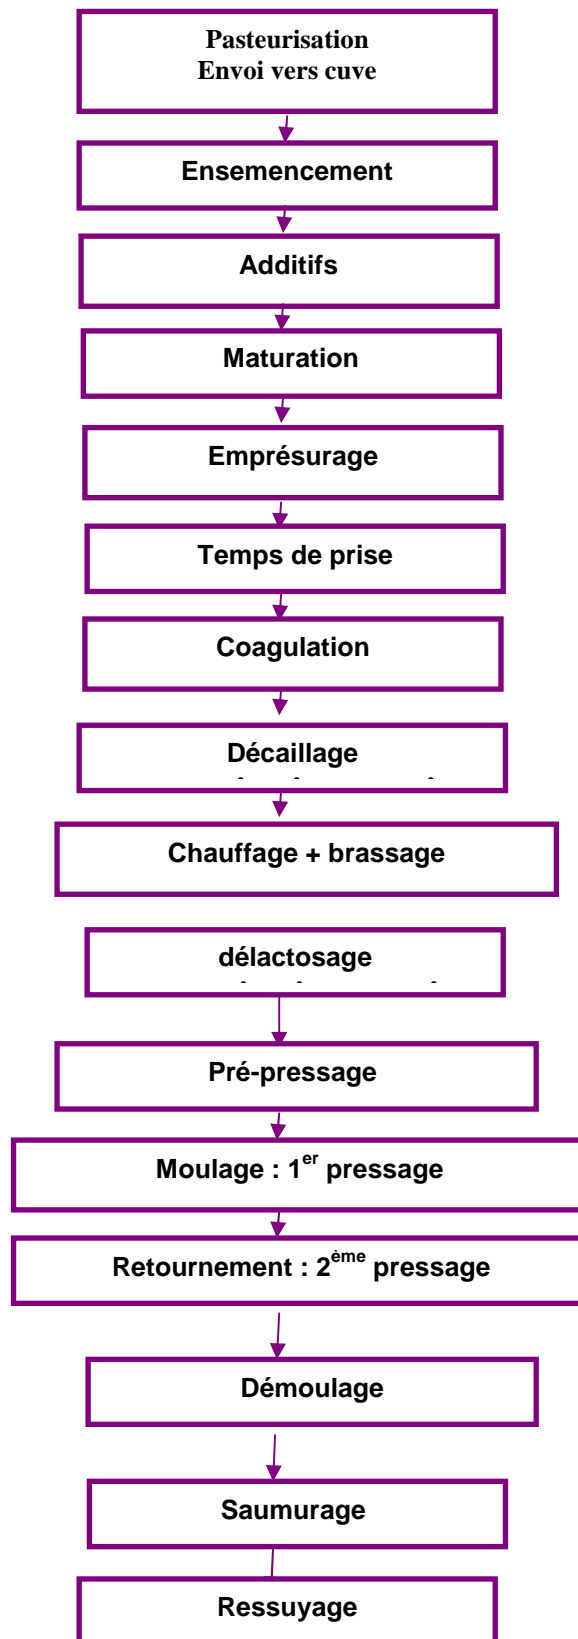 Pasteurisation
Envoi vers cuve
Ensemencement
Additifs
Maturation
Emprésurage
Temps de prise
Coagulation
Décaillage
Chauffage + brassage
délactosage
Pré-pressage
Moulage : 1er pressage
Retournement : 2ème pressage
Démoulage
Saumurage
Ressuyage